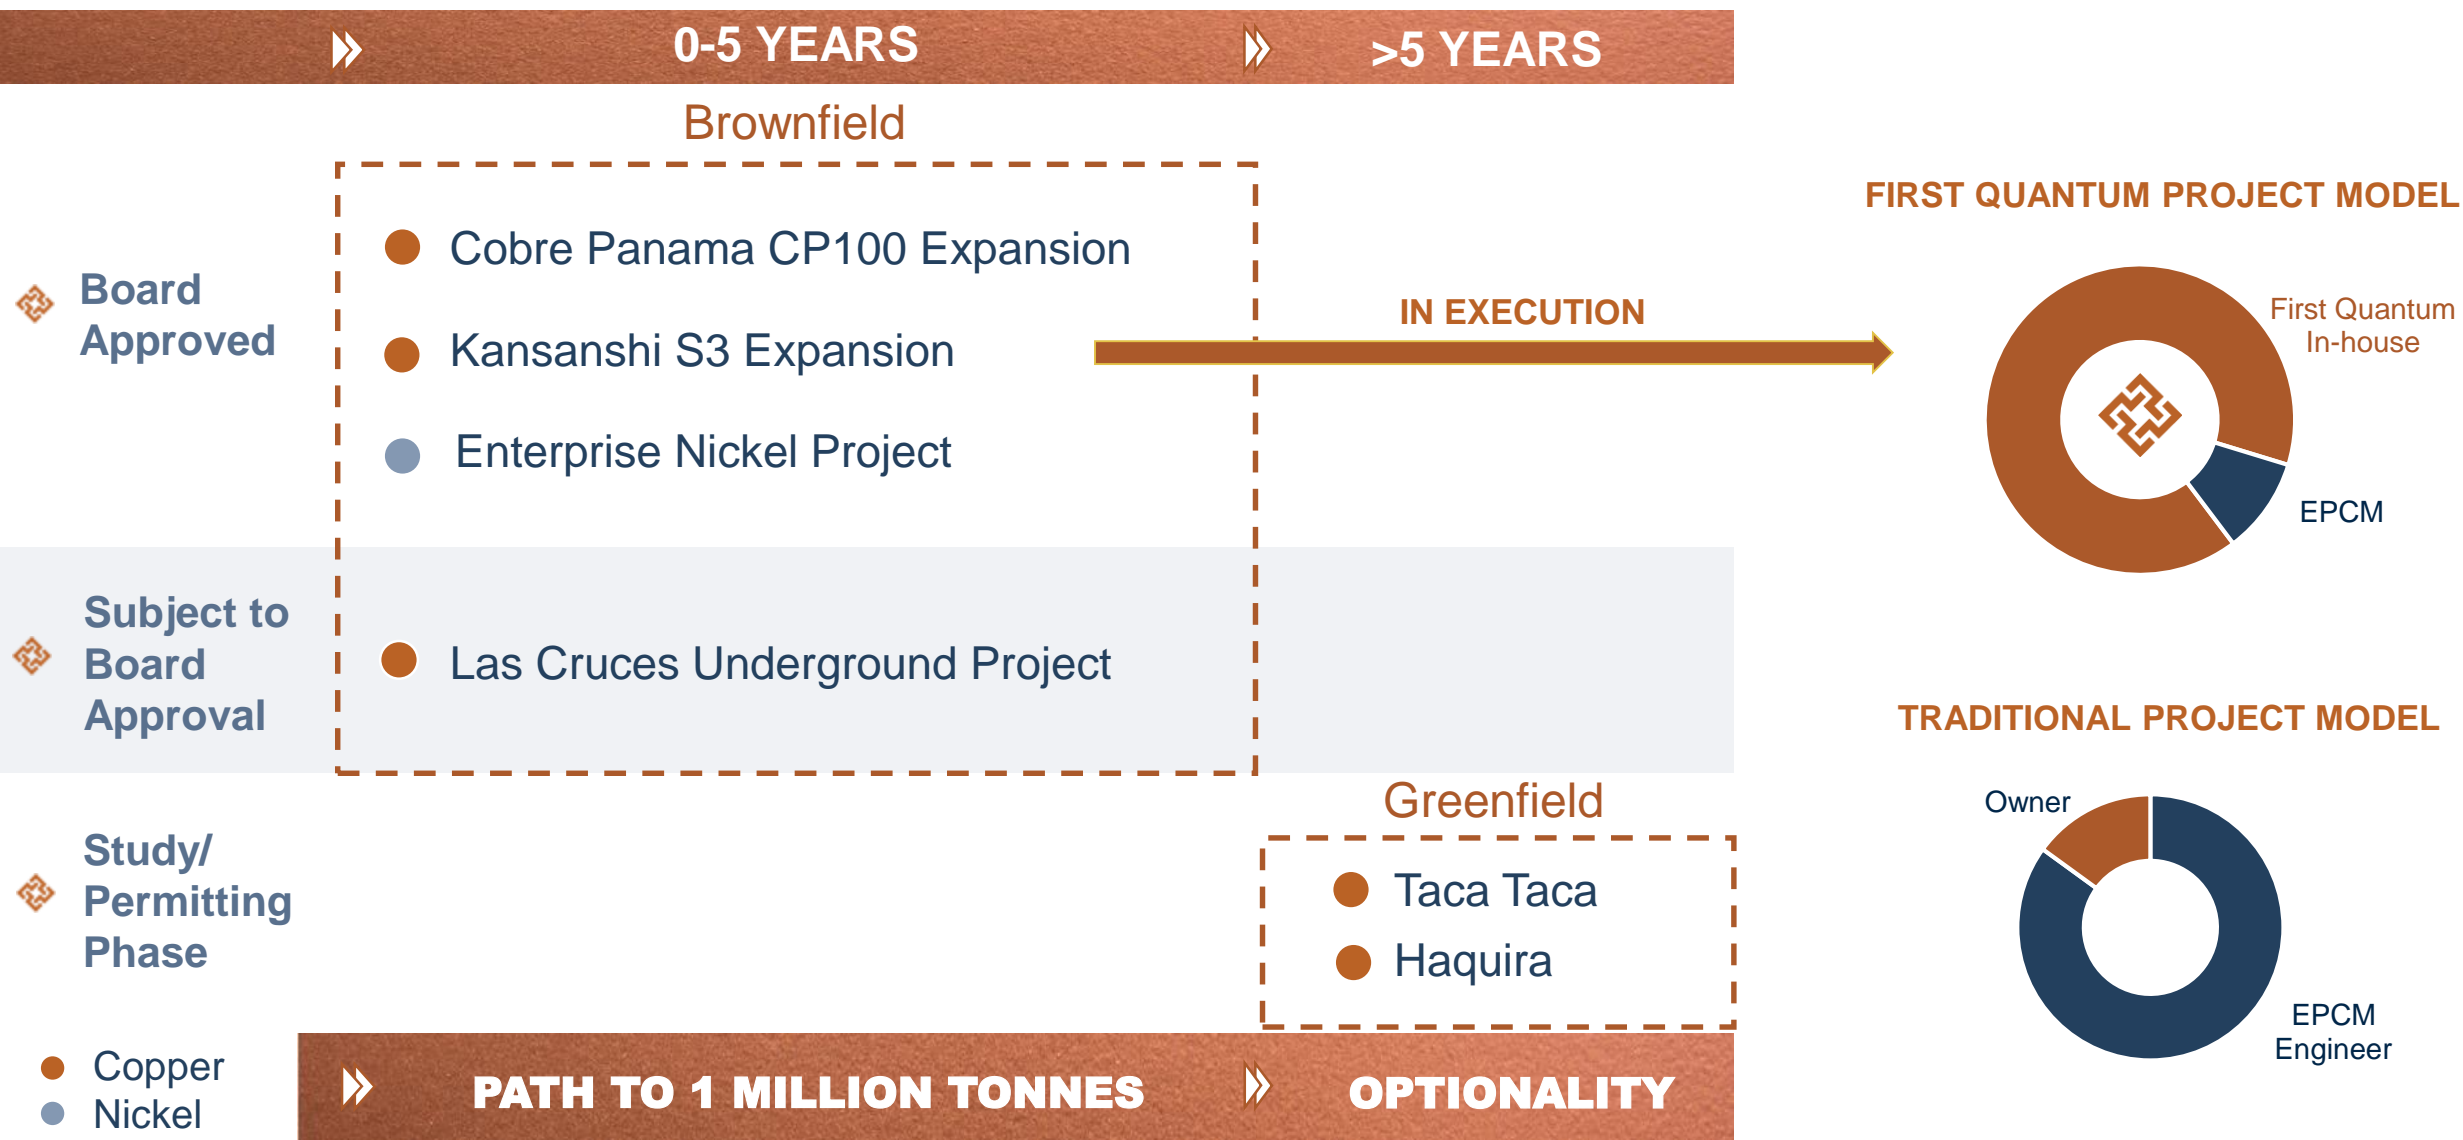 0-5 YEARS
>5 YEARS
Brownfield
Board
Approved
Cobre Panama CP100 Expansion
Kansanshi S3 Expansion
Enterprise Nickel Project
IN EXECUTION
Subject to
Board
Approval
Las Cruces Underground Project
Greenfield
Study/
Permitting
Phase
Taca Taca
Haquira
Copper
Nickel
PATH TO 1 MILLION TONNES
OPTIONALITY
FIRST QUANTUM PROJECT MODEL
First Quantum
In-house
EPCM
TRADITIONAL PROJECT MODEL
Owner
EPCM
Engineer